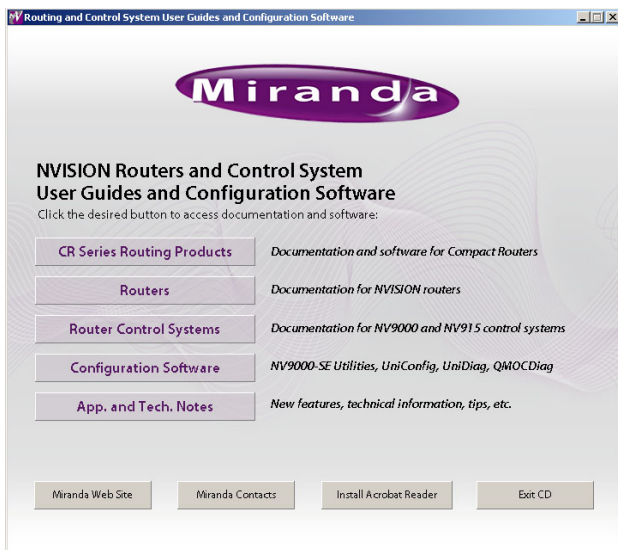 Routing and Control System User Guides and Configuration Software
Miranda
NVISION Routers and Control System
User Guides and Configuration Software
Click the desired button to access documentation and software:
CR Series Routing Products
Documentation and software for Compact Routers
Routers
Documentation for NVISION routers
Router Control Systems
Documentation for NV9000 and NV915 control systems
Configuration Software
NV9000-SE Utilities, UniConfig, UniDiag, QMOCDiag
App. and Tech. Notes
New features, technical information, tips, etc.
Miranda Web Site
Miranda Contacts
Install Acrobat Reader
Exit CD